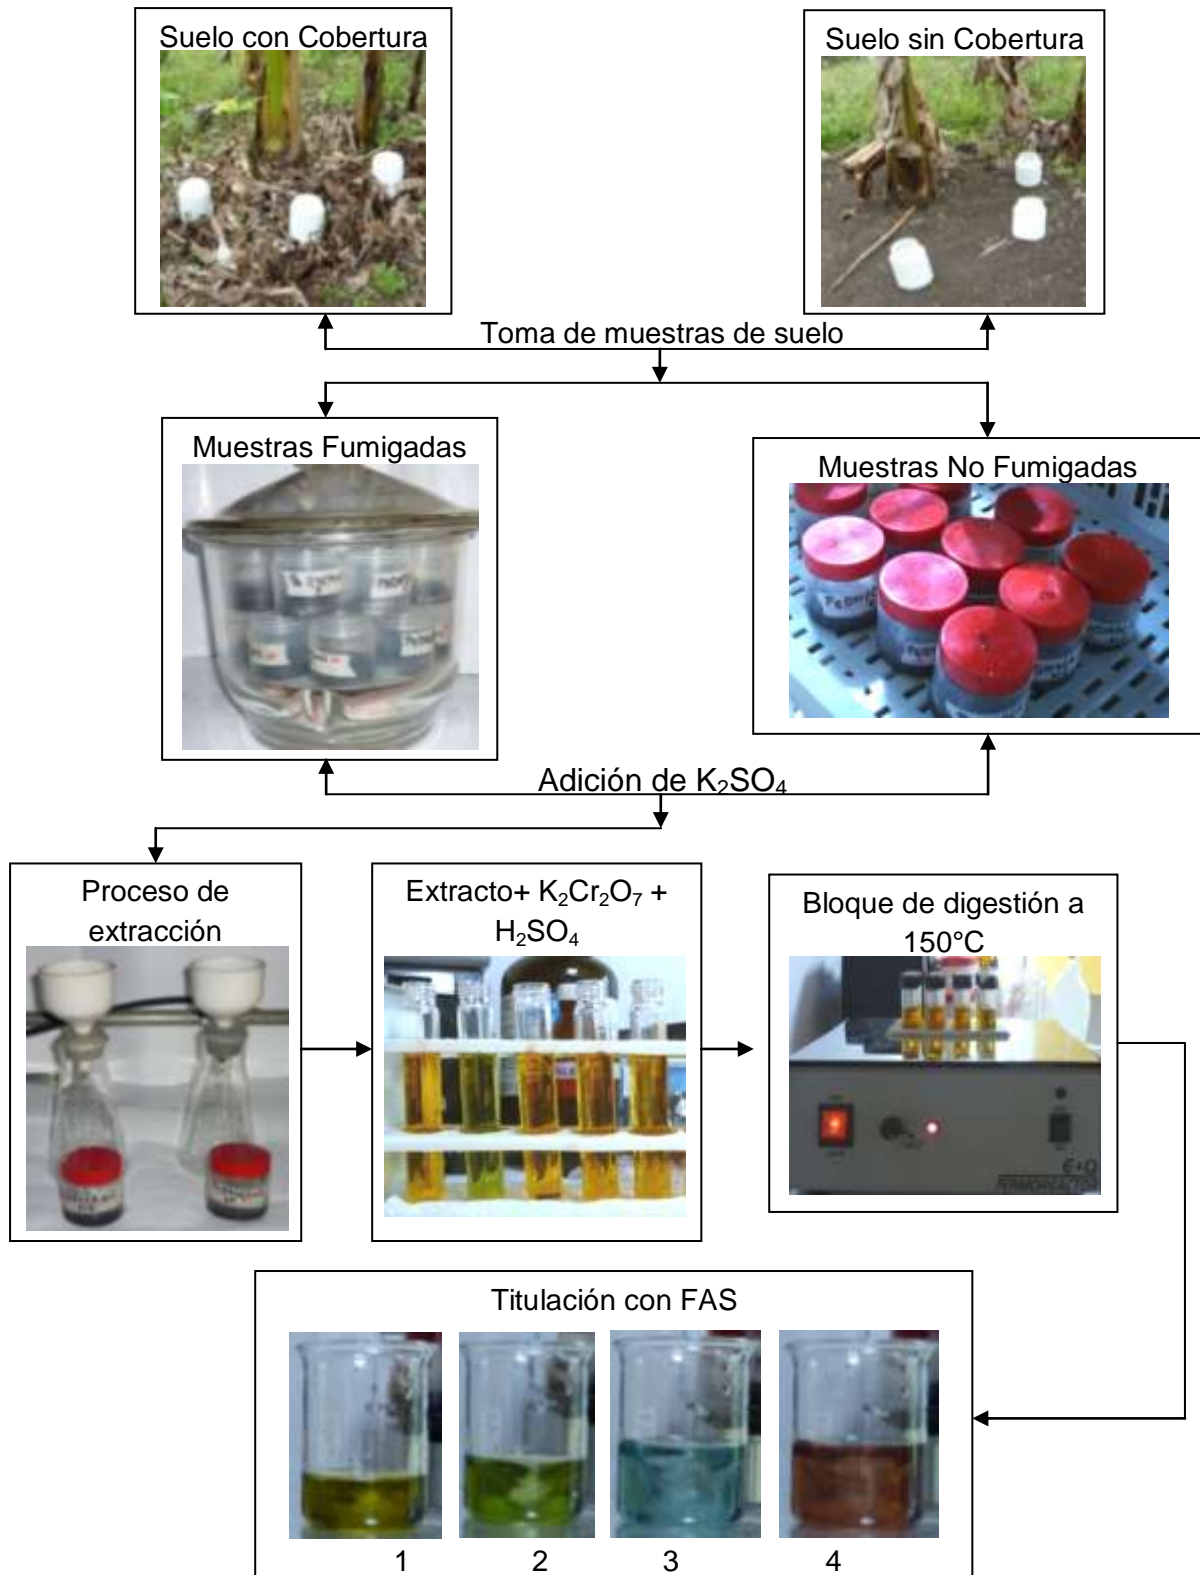 Suelo con Cobertura
Suelo sin Cobertura
Toma de muestras de suelo
Muestras Fumigadas
Muestras No Fumigadas
Adición de K₂SO₄
Proceso de
extracción
Extracto+ K₂Cr₂O₇ +
H₂SO₄
Bloque de digestión a
150°C
Titulación con FAS
1 2 3 4